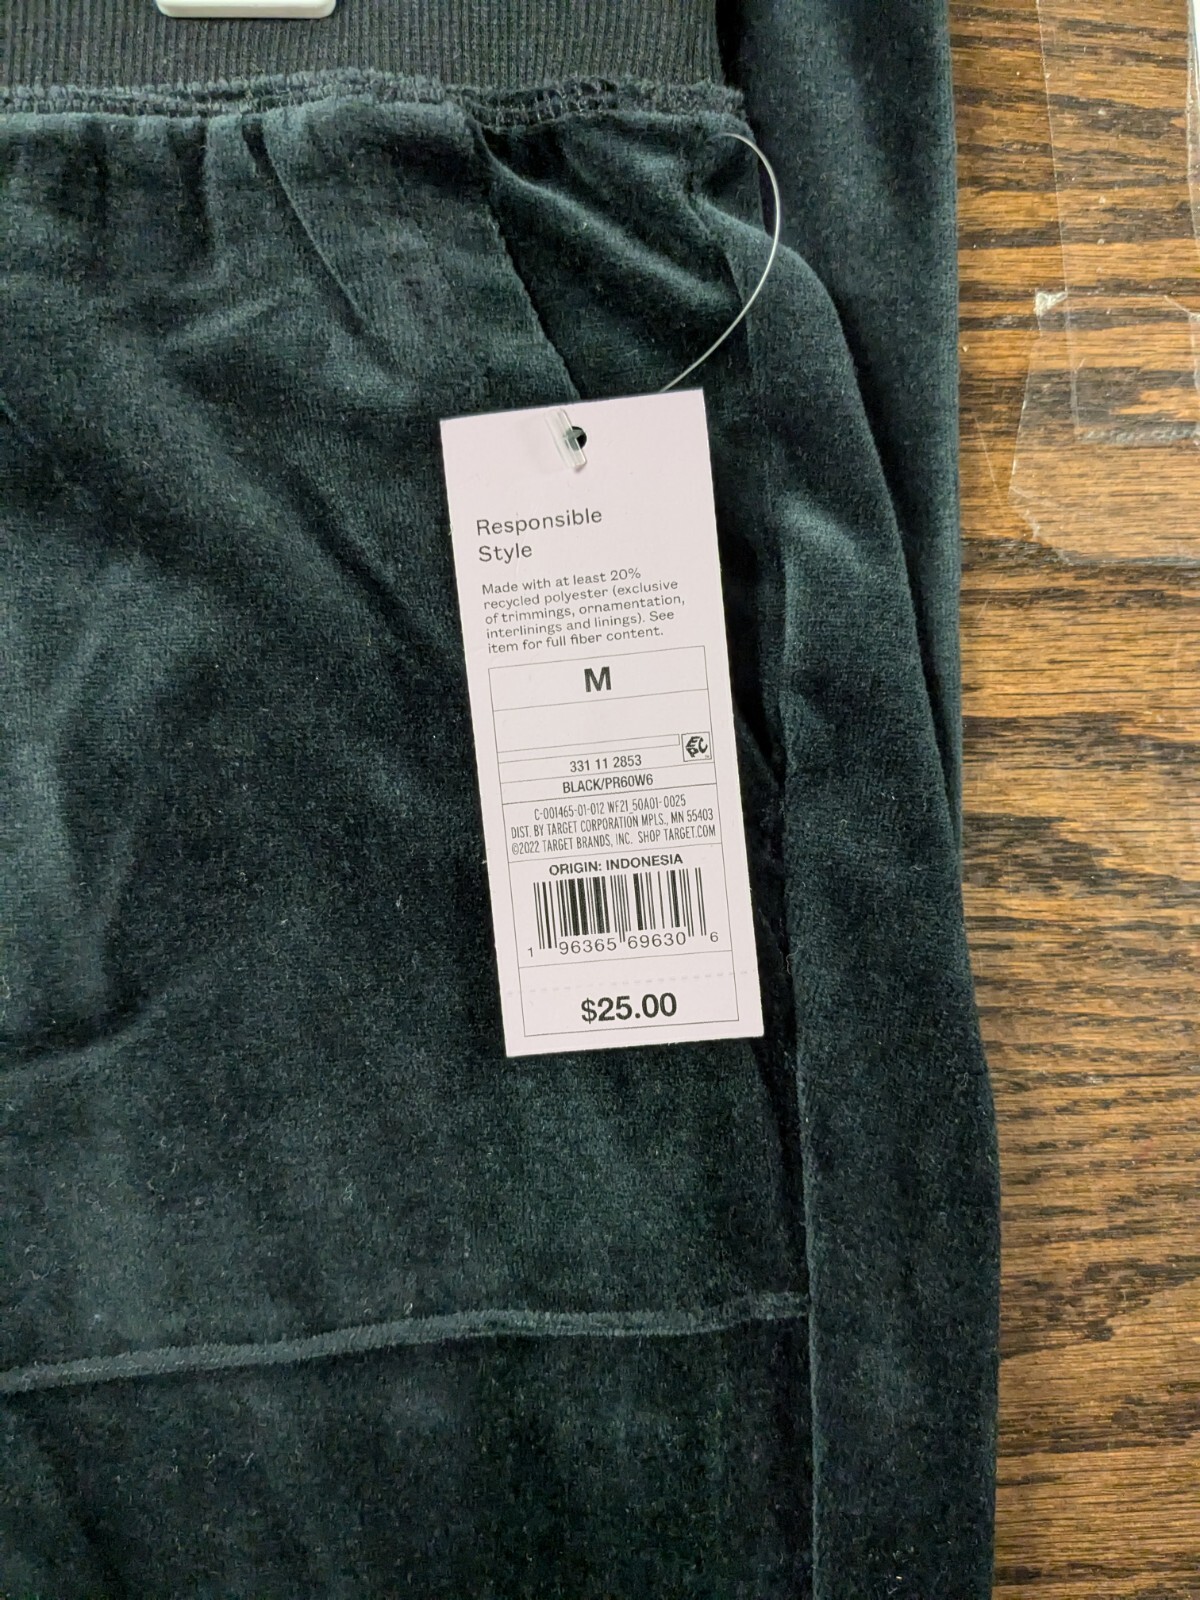 Responsible
Style
Made with at least 20%
recycled polyester (exclusive
of trimmings, ornamentation,
interlinings and linings). See
item for full fiber content.
M
EPC
331 11 2853
BLACK/PR60W6
C-001465-01-012 WF21 50A01-0025
DIST. BY TARGET CORPORATION MPLS., MN 55403
©2022 TARGET BRANDS, INC. SHOP TARGET.COM
ORIGIN: INDONESIA
1 96365 69630 6
$25.00